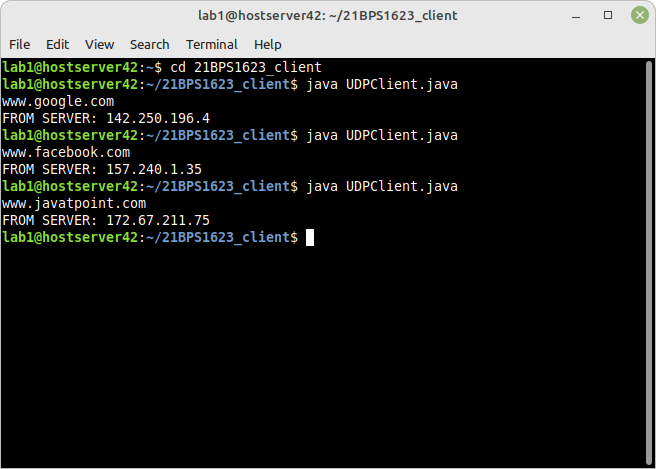 lab1@hostserver42: ~/21BPS1623_client
File Edit View Search Terminal Help
lab1@hostserver42:~$ cd 21BPS1623_client
lab1@hostserver42:~/21BPS1623_client$ java UDPClient.java
www.google.com
FROM SERVER: 142.250.196.4
lab1@hostserver42:~/21BPS1623_client$ java UDPClient.java
www.facebook.com
FROM SERVER: 157.240.1.35
lab1@hostserver42:~/21BPS1623_client$ java UDPClient.java
www.javatpoint.com
FROM SERVER: 172.67.211.75
lab1@hostserver42:~/21BPS1623_client$